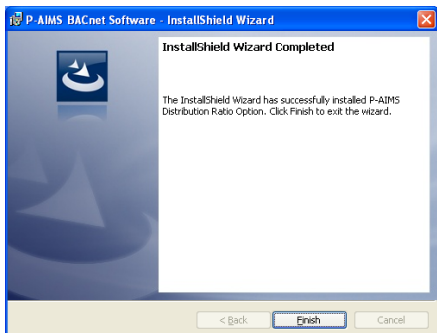 P-AIMS BACnet Software - InstallShield Wizard
InstallShield Wizard Completed
The InstallShield Wizard has successfully installed P-AIMS
Distribution Ratio Option. Click Finish to exit the wizard.
< Back
Finish
Cancel